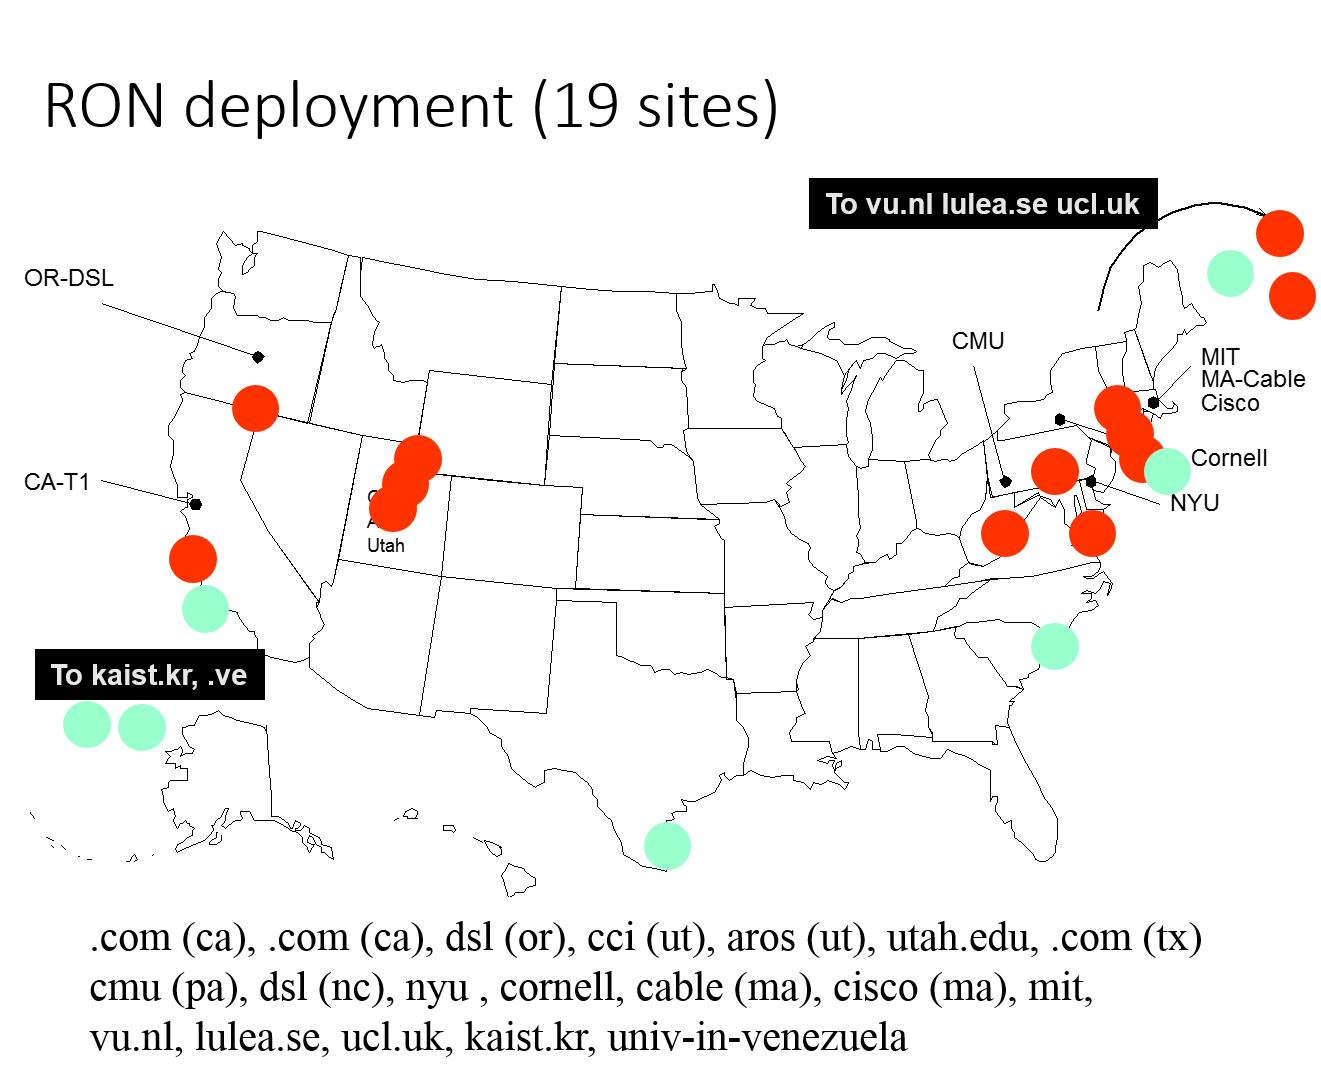 RON deployment (19 sites)
To vu.nl lulea.se ucl.uk
OR-DSL
CMU
MIT
MA-Cable
Cisco
Cornell
CA-T1
NYU
Utah
To kaist.kr, .ve
.com (ca), .com (ca), dsl (or), cci (ut), aros (ut), utah.edu, .com (tx)
cmu (pa), dsl (nc), nyu , cornell, cable (ma), cisco (ma), mit,
vu.nl, lulea.se, ucl.uk, kaist.kr, univ-in-venezuela